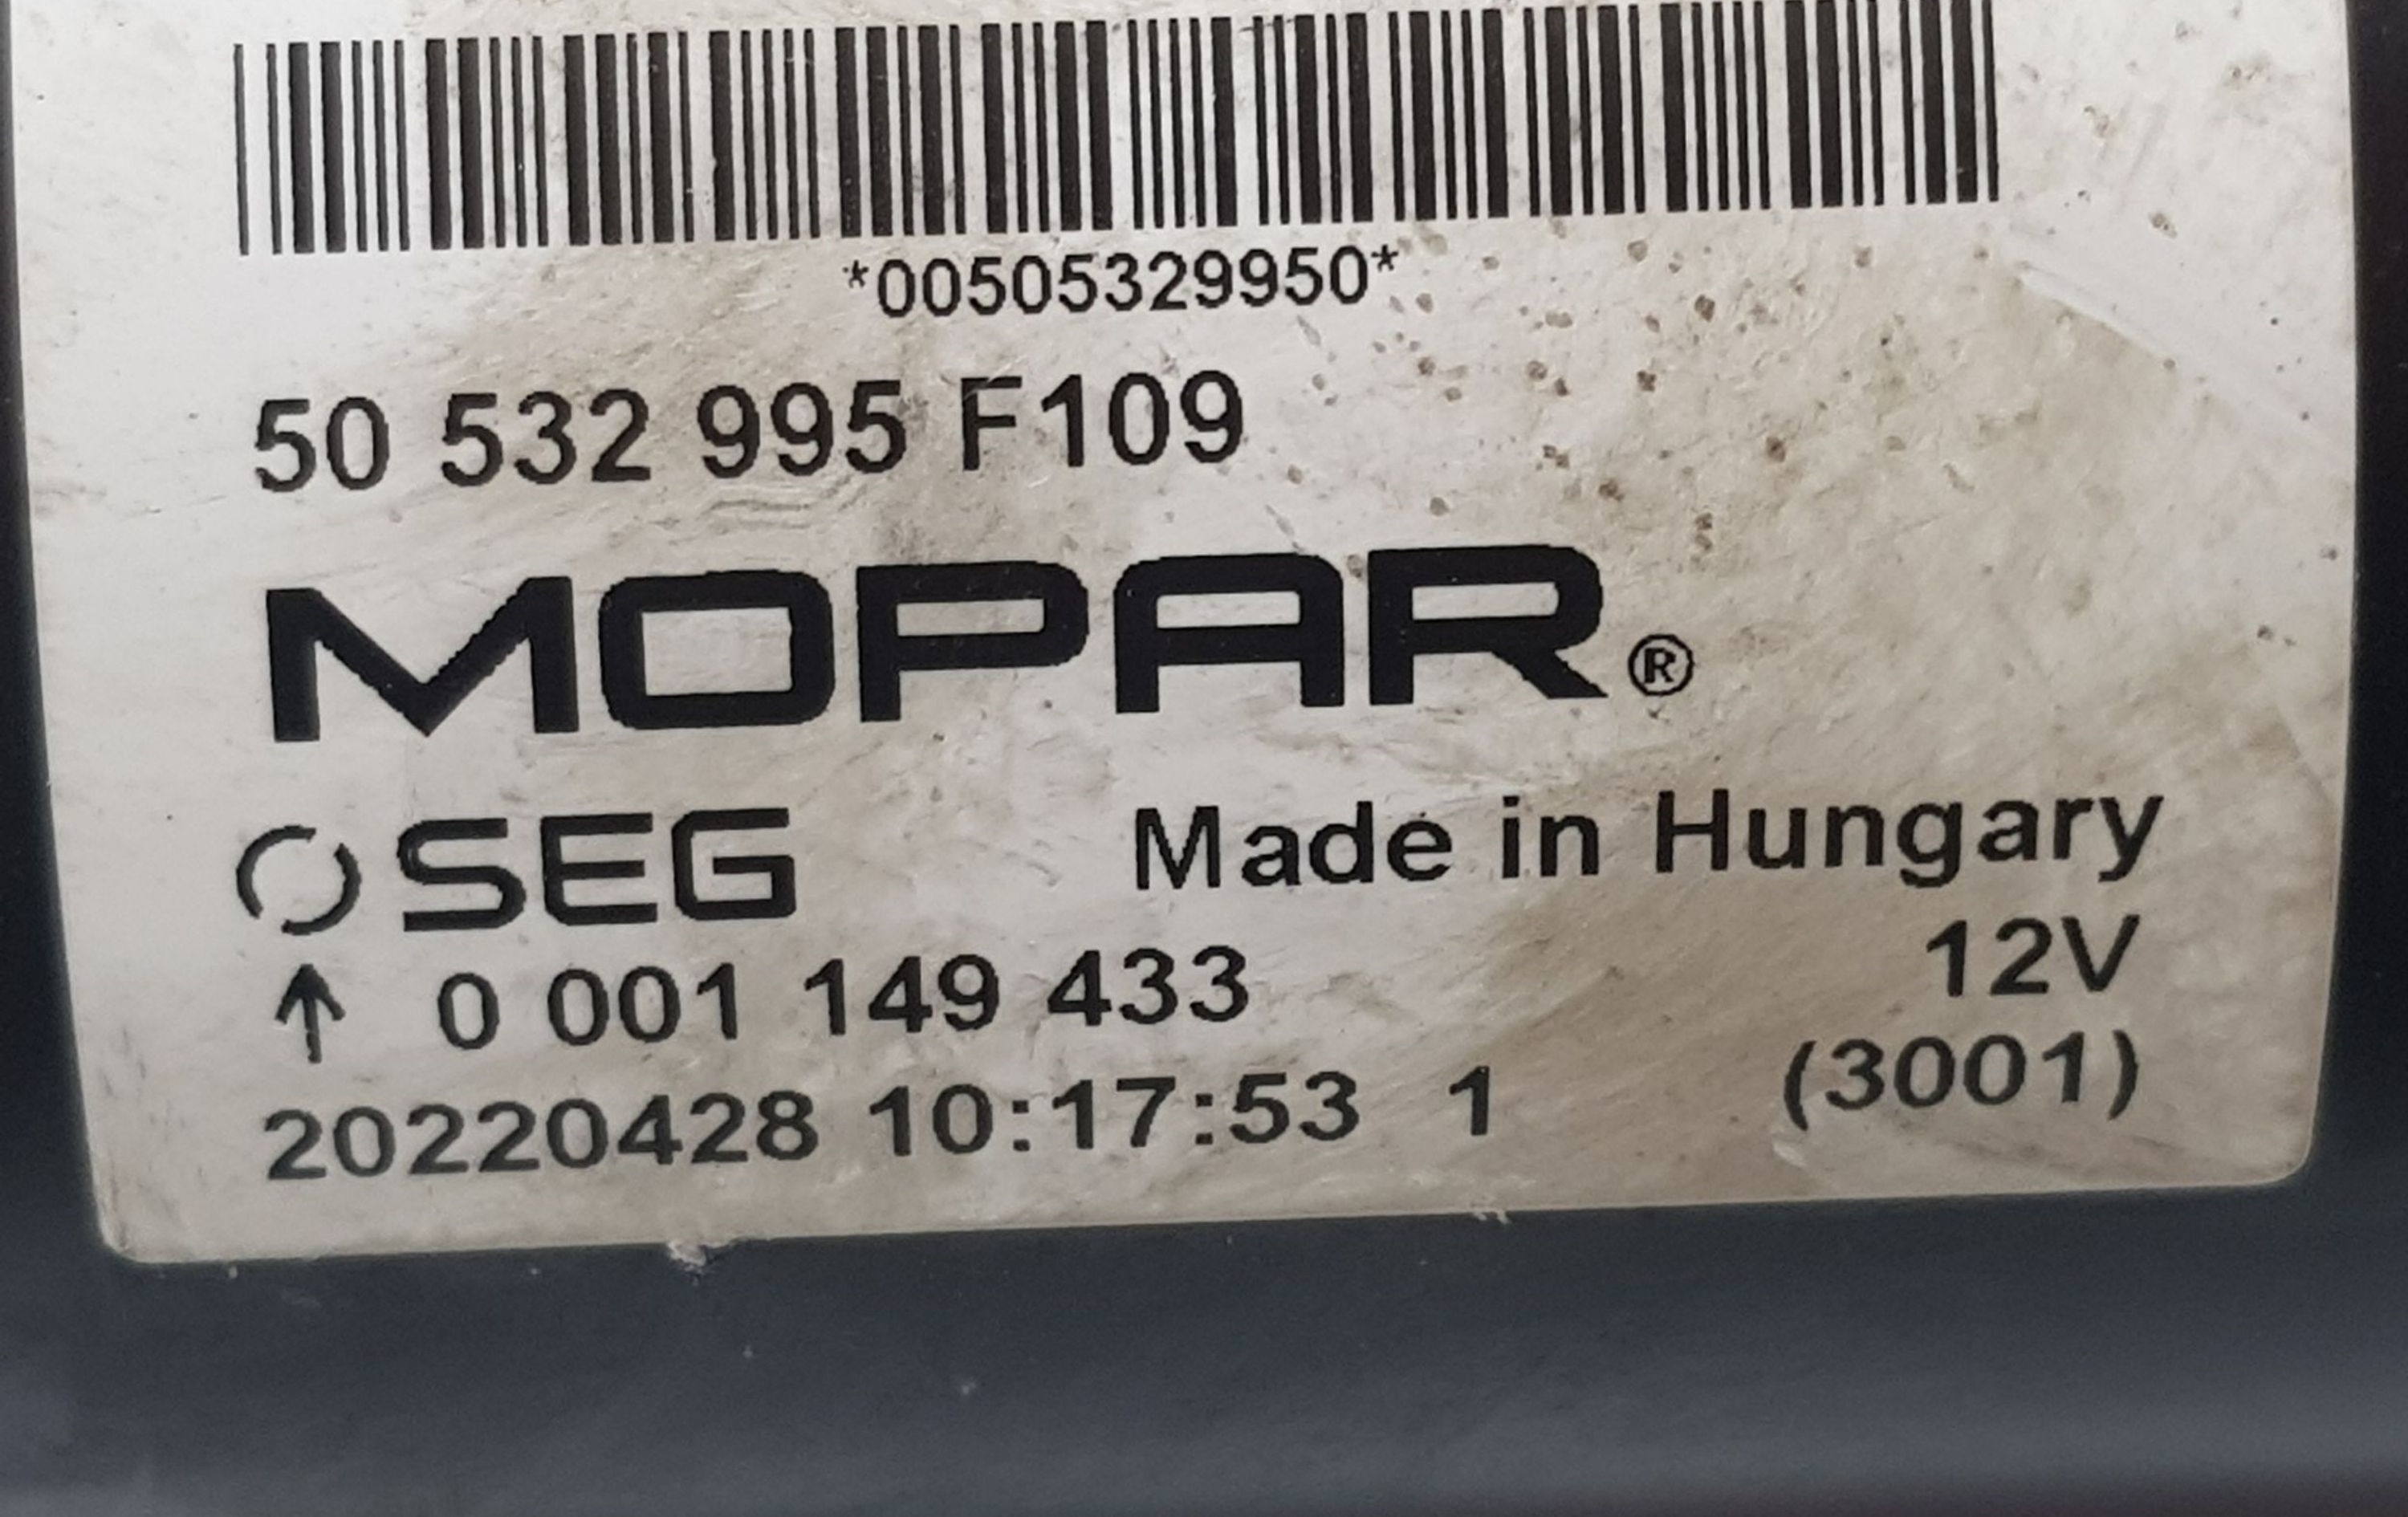 *00505329950*
50 532 995 F109
MOPAR®
SEG Made in Hungary
↑ 0 001 149 433 12V
20220428 10:17:53 1 (3001)